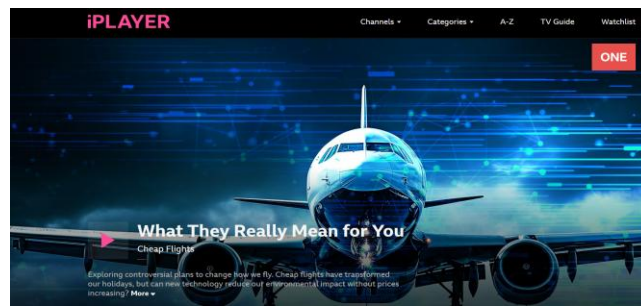 iPLAYER
Channels
Categories
A-Z
TV Guide
Watchlist
ONE
What They Really Mean for You
Cheap Flights
Exploring controversial plans to change how we fly. Cheap flights have transformed
our holidays, but can new technology reduce our environmental impact without prices
increasing? More